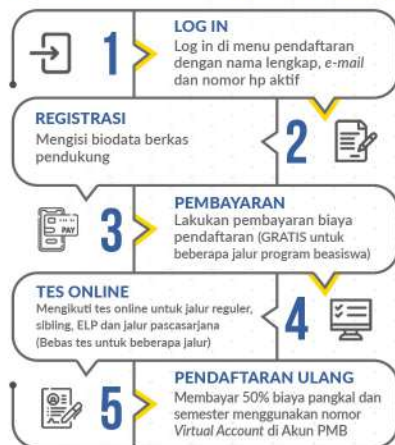 1
LOG IN
Log in di menu pendaftaran
dengan nama lengkap, e-mail
dan nomor hp aktif
REGISTRASI
Mengisi biodata berkas
pendukung
2
PAY
3
PEMBAYARAN
Lakukan pembayaran biaya
pendaftaran (GRATIS untuk
beberapa jalur program beasiswa)
TES ONLINE
Mengikuti tes online untuk jalur reguler,
sibling, ELP dan jalur pascasarjana
(Bebas tes untuk beberapa jalur)
4
5
PENDAFTARAN ULANG
Membayar 50% biaya pangkal dan
semester menggunakan nomor
Virtual Account di Akun PMB